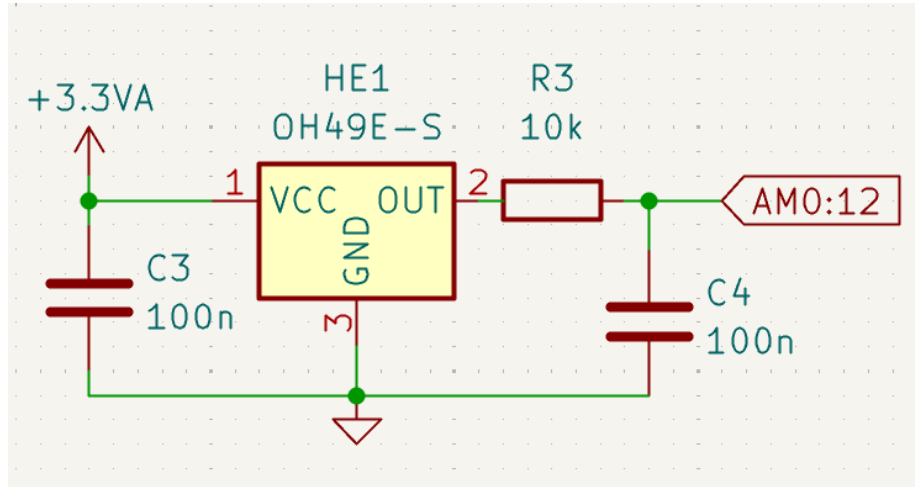 +3.3VA
HE1
OH49E-S
R3
10k
1
VCC
OUT
2
AM0:12
GND
3
C3
100n
C4
100n